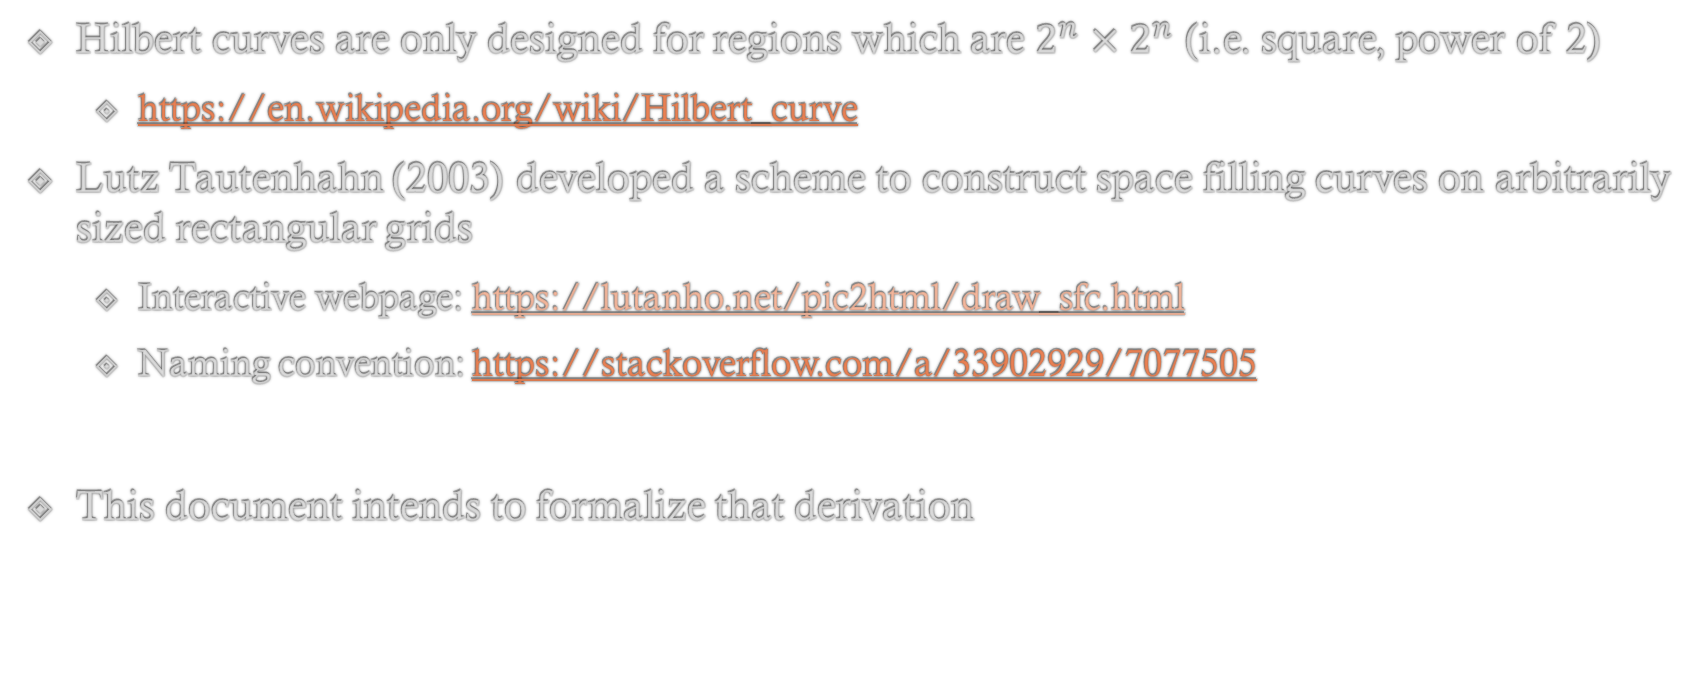 Hilbert curves are only designed for regions which are 2ⁿ × 2ⁿ (i.e. square, power of 2)
https://en.wikipedia.org/wiki/Hilbert_curve
Lutz Tautenhahn (2003) developed a scheme to construct space filling curves on arbitrarily
sized rectangular grids
Interactive webpage: https://lutanho.net/pic2html/draw_sfc.html
Naming convention: https://stackoverflow.com/a/33902929/7077505
This document intends to formalize that derivation